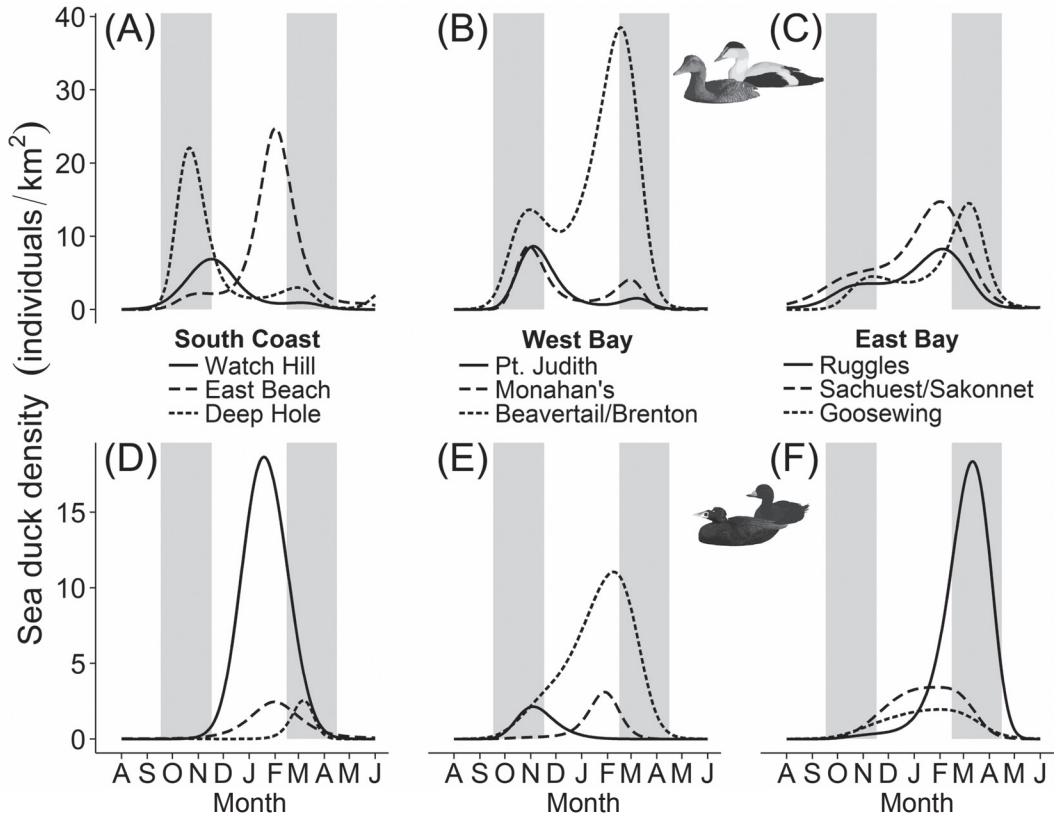 Sea duck density (individuals/km²)
(A)
(B)
(C)
40
30
20
10
0
South Coast
Watch Hill
East Beach
Deep Hole
West Bay
Pt. Judith
Monahan's
Beavertail/Brenton
East Bay
Ruggles
Sachuest/Sakonnet
Goosewing
(D)
(E)
(F)
15
10
5
0
A S O N D J F M A M J
A S O N D J F M A M J
A S O N D J F M A M J
Month
Month
Month